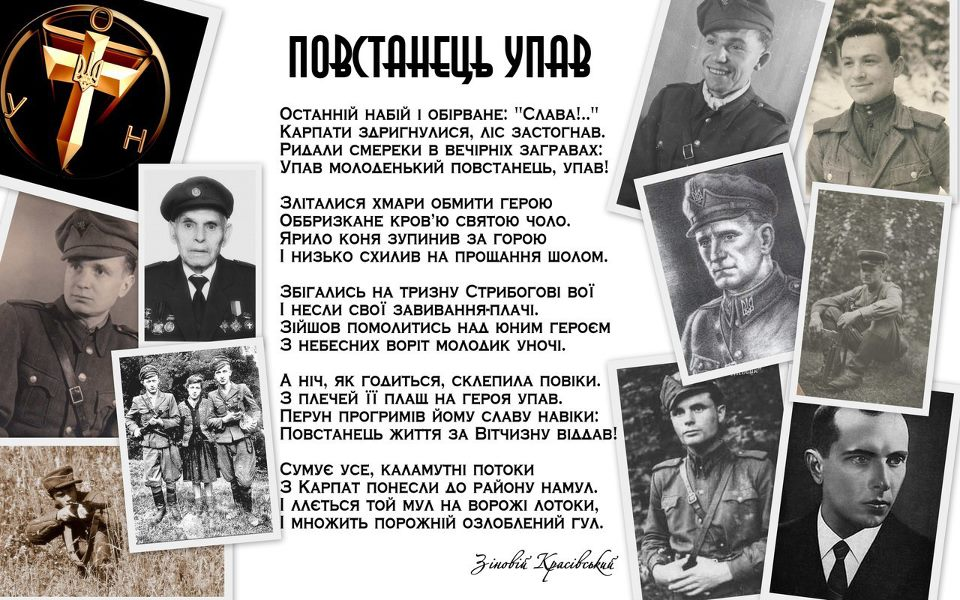 О
У
Н
ПОВСТАНЕЦЬ УПАВ
Останній набій і обірване: "Слава!.."
Карпати здригнулися, ліс застогнав.
Ридали смереки в вечірніх загравах:
Упав молоденький повстанець, упав!
Зліталися хмари обмити герою
Оббризкане кров'ю святою чоло.
Ярило коня зупинив за горою
І низько схилив на прощання шолом.
Збігались на тризну Стрибогові вої
І несли свої завивання-плачі.
Зійшов помолитись над юним героєм
З небесних воріт молодик уночі.
А ніч, як годиться, склепила повіки.
З плечей її плащ на героя упав.
Перун прогримів йому славу навіки:
Повстанець життя за Вітчизну віддав!
Сумує усе, каламутні потоки
З Карпат понесли до району намул.
І ллється той мул на ворожі лотоки,
І множить порожній озлоблений гул.
Зіновій Красівський